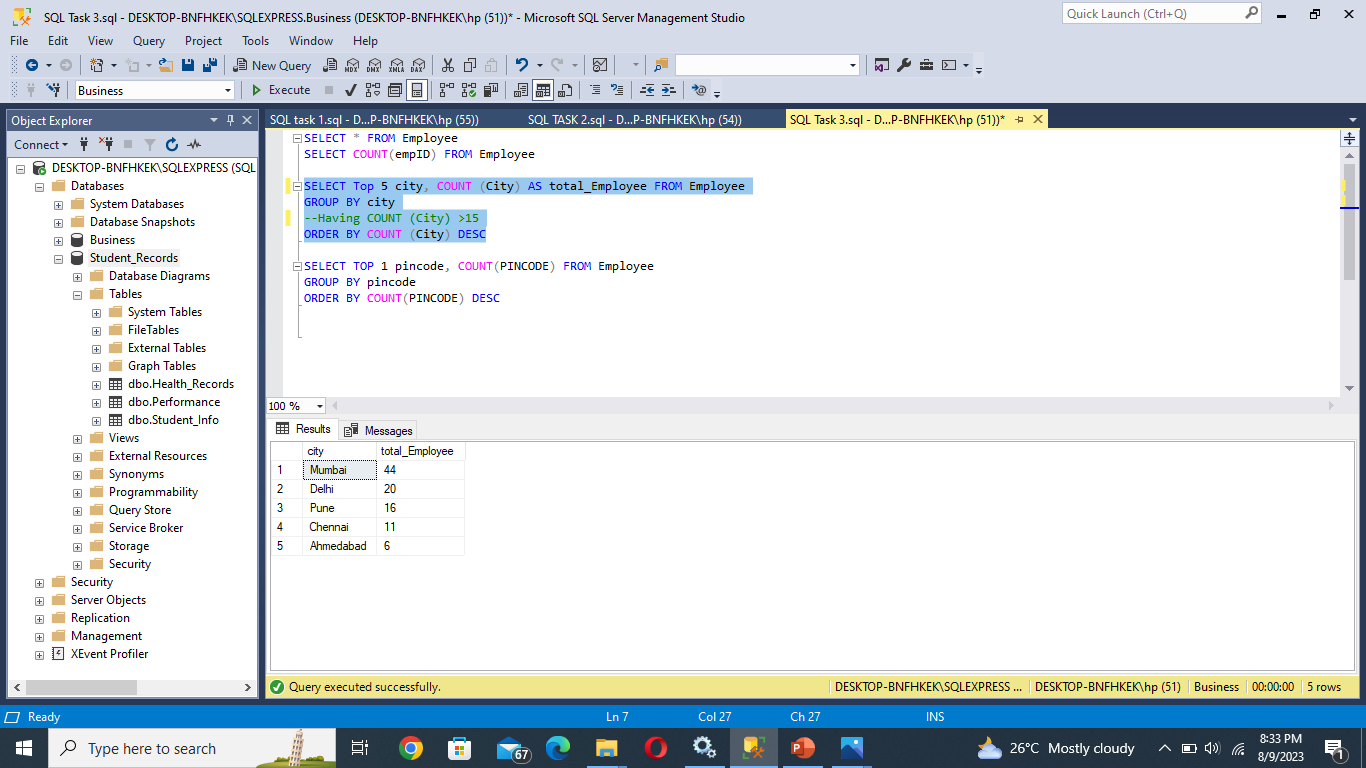 SQL Task 3.sql - DESKTOP-BNFHKEK\SQLEXPRESS.Business (DESKTOP-BNFHKEK\hp (51))* - Microsoft SQL Server Management Studio
Quick Launch (Ctrl+Q)
File Edit View Query Project Tools Window Help
New Query
MDX DMX XMLA DAX
Business
Execute
Object Explorer
SQL task 1.sql - D...P-BNFHKEK\hp (55))
SQL TASK 2.sql - D...P-BNFHKEK\hp (54))
SQL Task 3.sql - D...P-BNFHKEK\hp (51))*
Connect
DESKTOP-BNFHKEK\SQLEXPRESS (SQL
Databases
System Databases
Database Snapshots
Business
Student_Records
Database Diagrams
Tables
System Tables
FileTables
External Tables
Graph Tables
dbo.Health_Records
dbo.Performance
dbo.Student_Info
Views
External Resources
Synonyms
Programmability
Query Store
Service Broker
Storage
Security
Security
Server Objects
Replication
Management
XEvent Profiler
SELECT * FROM Employee
SELECT COUNT(empID) FROM Employee
SELECT Top 5 city, COUNT (City) AS total_Employee FROM Employee
GROUP BY city
--Having COUNT (City) >15
ORDER BY COUNT (City) DESC
SELECT TOP 1 pincode, COUNT(PINCODE) FROM Employee
GROUP BY pincode
ORDER BY COUNT(PINCODE) DESC
100 %
Results Messages
city total_Employee
1 Mumbai 44
2 Delhi 20
3 Pune 16
4 Chennai 11
5 Ahmedabad 6
Query executed successfully.
DESKTOP-BNFHKEK\SQLEXPRESS ... DESKTOP-BNFHKEK\hp (51) Business 00:00:00 5 rows
Ready Ln 7 Col 27 Ch 27 INS
Type here to search
67
26°C Mostly cloudy
8:33 PM
8/9/2023
1